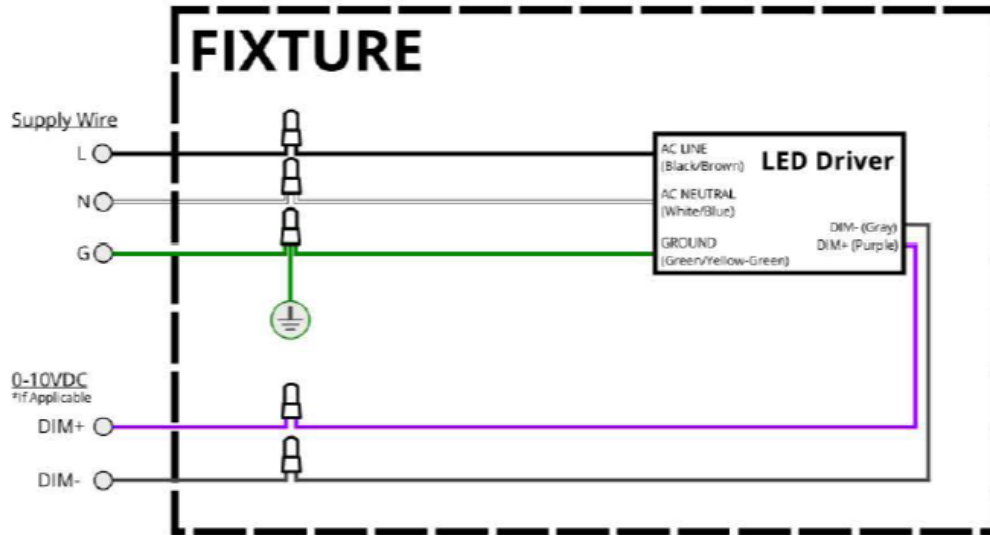 FIXTURE
Supply Wire
L
N
G
AC LINE
(Black/Brown)
LED Driver
AC NEUTRAL
(White/Blue)
DIM- (Gray)
GROUND
DIM+ (Purple)
(Green/Yellow-Green)
0-10VDC
*If Applicable
DIM+
DIM-